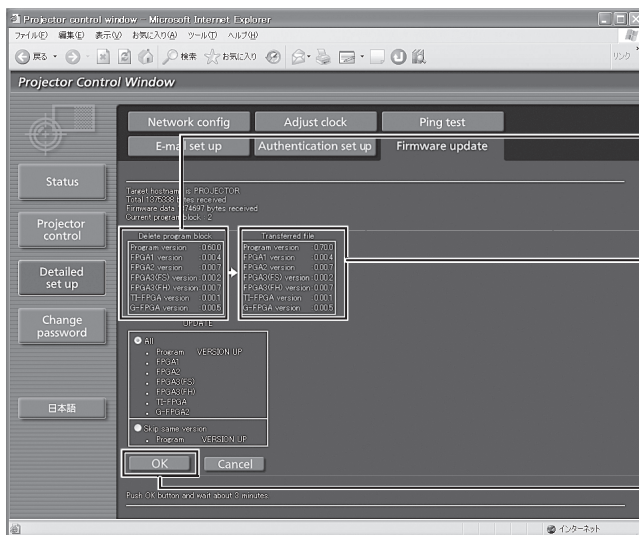 Projector control window - Microsoft Internet Explorer
ファイル(F) 編集(E) 表示(V) お気に入り(A) ツール(T) ヘルプ(H)
戻る 検索 お気に入り リンク
Projector Control Window
Network config Adjust clock Ping test
E-mail set up Authentication set up Firmware update
Status
Projector control
Detailed set up
Change password
日本語
Target hostname is PROJECTOR
Total 1375338 bytes received
Firmware data 74697 bytes received
Current program block : 2
Delete program block
Program version 0.60.0
FPGA1 version :0.00.4
FPGA2 version 0.00.7
FPGA3(FS) version :0.00.2
FPGA3(FH) version :0.00.7
TI-FPGA version :0.00.1
G-FPGA version :0.00.5
Transferred file
Program version 0.70.0
FPGA1 version :0.00.4
FPGA2 version 0.00.7
FPGA3(FS) version :0.00.2
FPGA3(FH) version :0.00.7
TI-FPGA version :0.00.1
G-FPGA version :0.00.5
UPDATE
All
. Program VERSION UP
. FPGA1
. FPGA2
. FPGA3(FS)
. FPGA3(FH)
. TI-FPGA
. G-FPGA2
Skip same version
. Program VERSION UP
OK Cancel
Push OK button and wait about 3 minutes.
インターネット